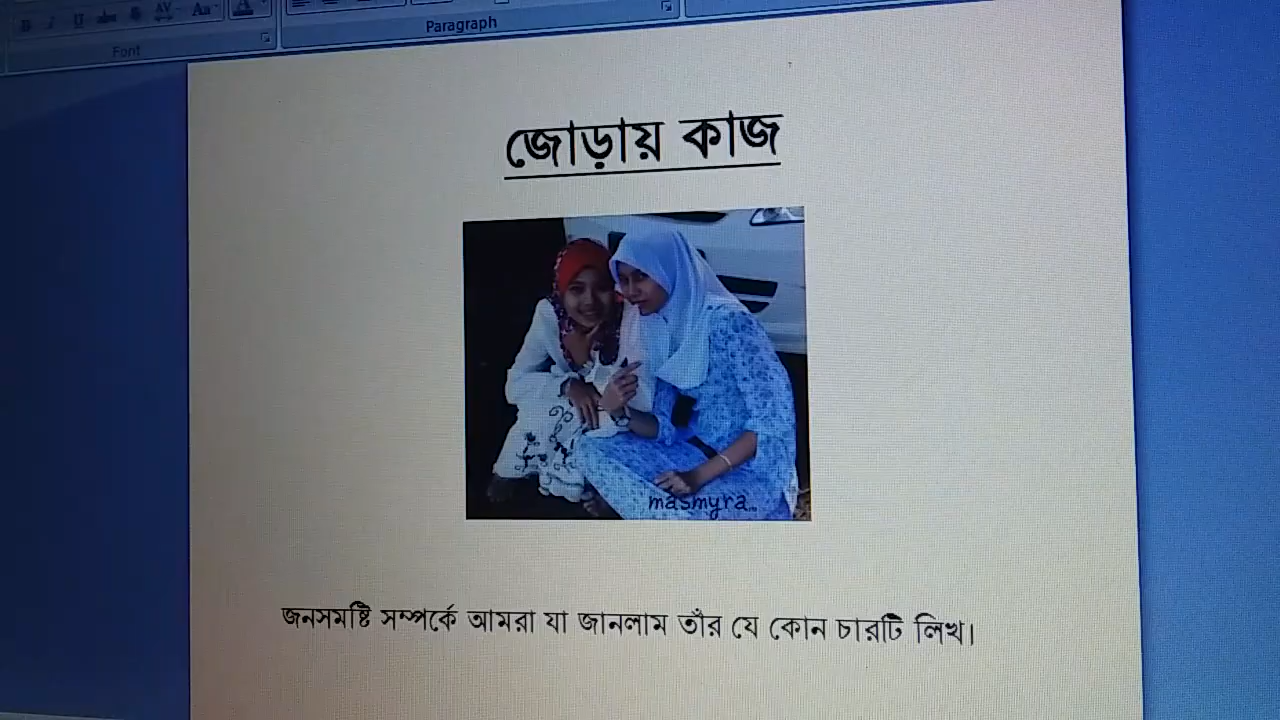 Font
Paragraph
জোড়ায় কাজ
masmyra
জনসমষ্টি সম্পর্কে আমরা যা জানলাম তাঁর যে কোন চারটি লিখ।